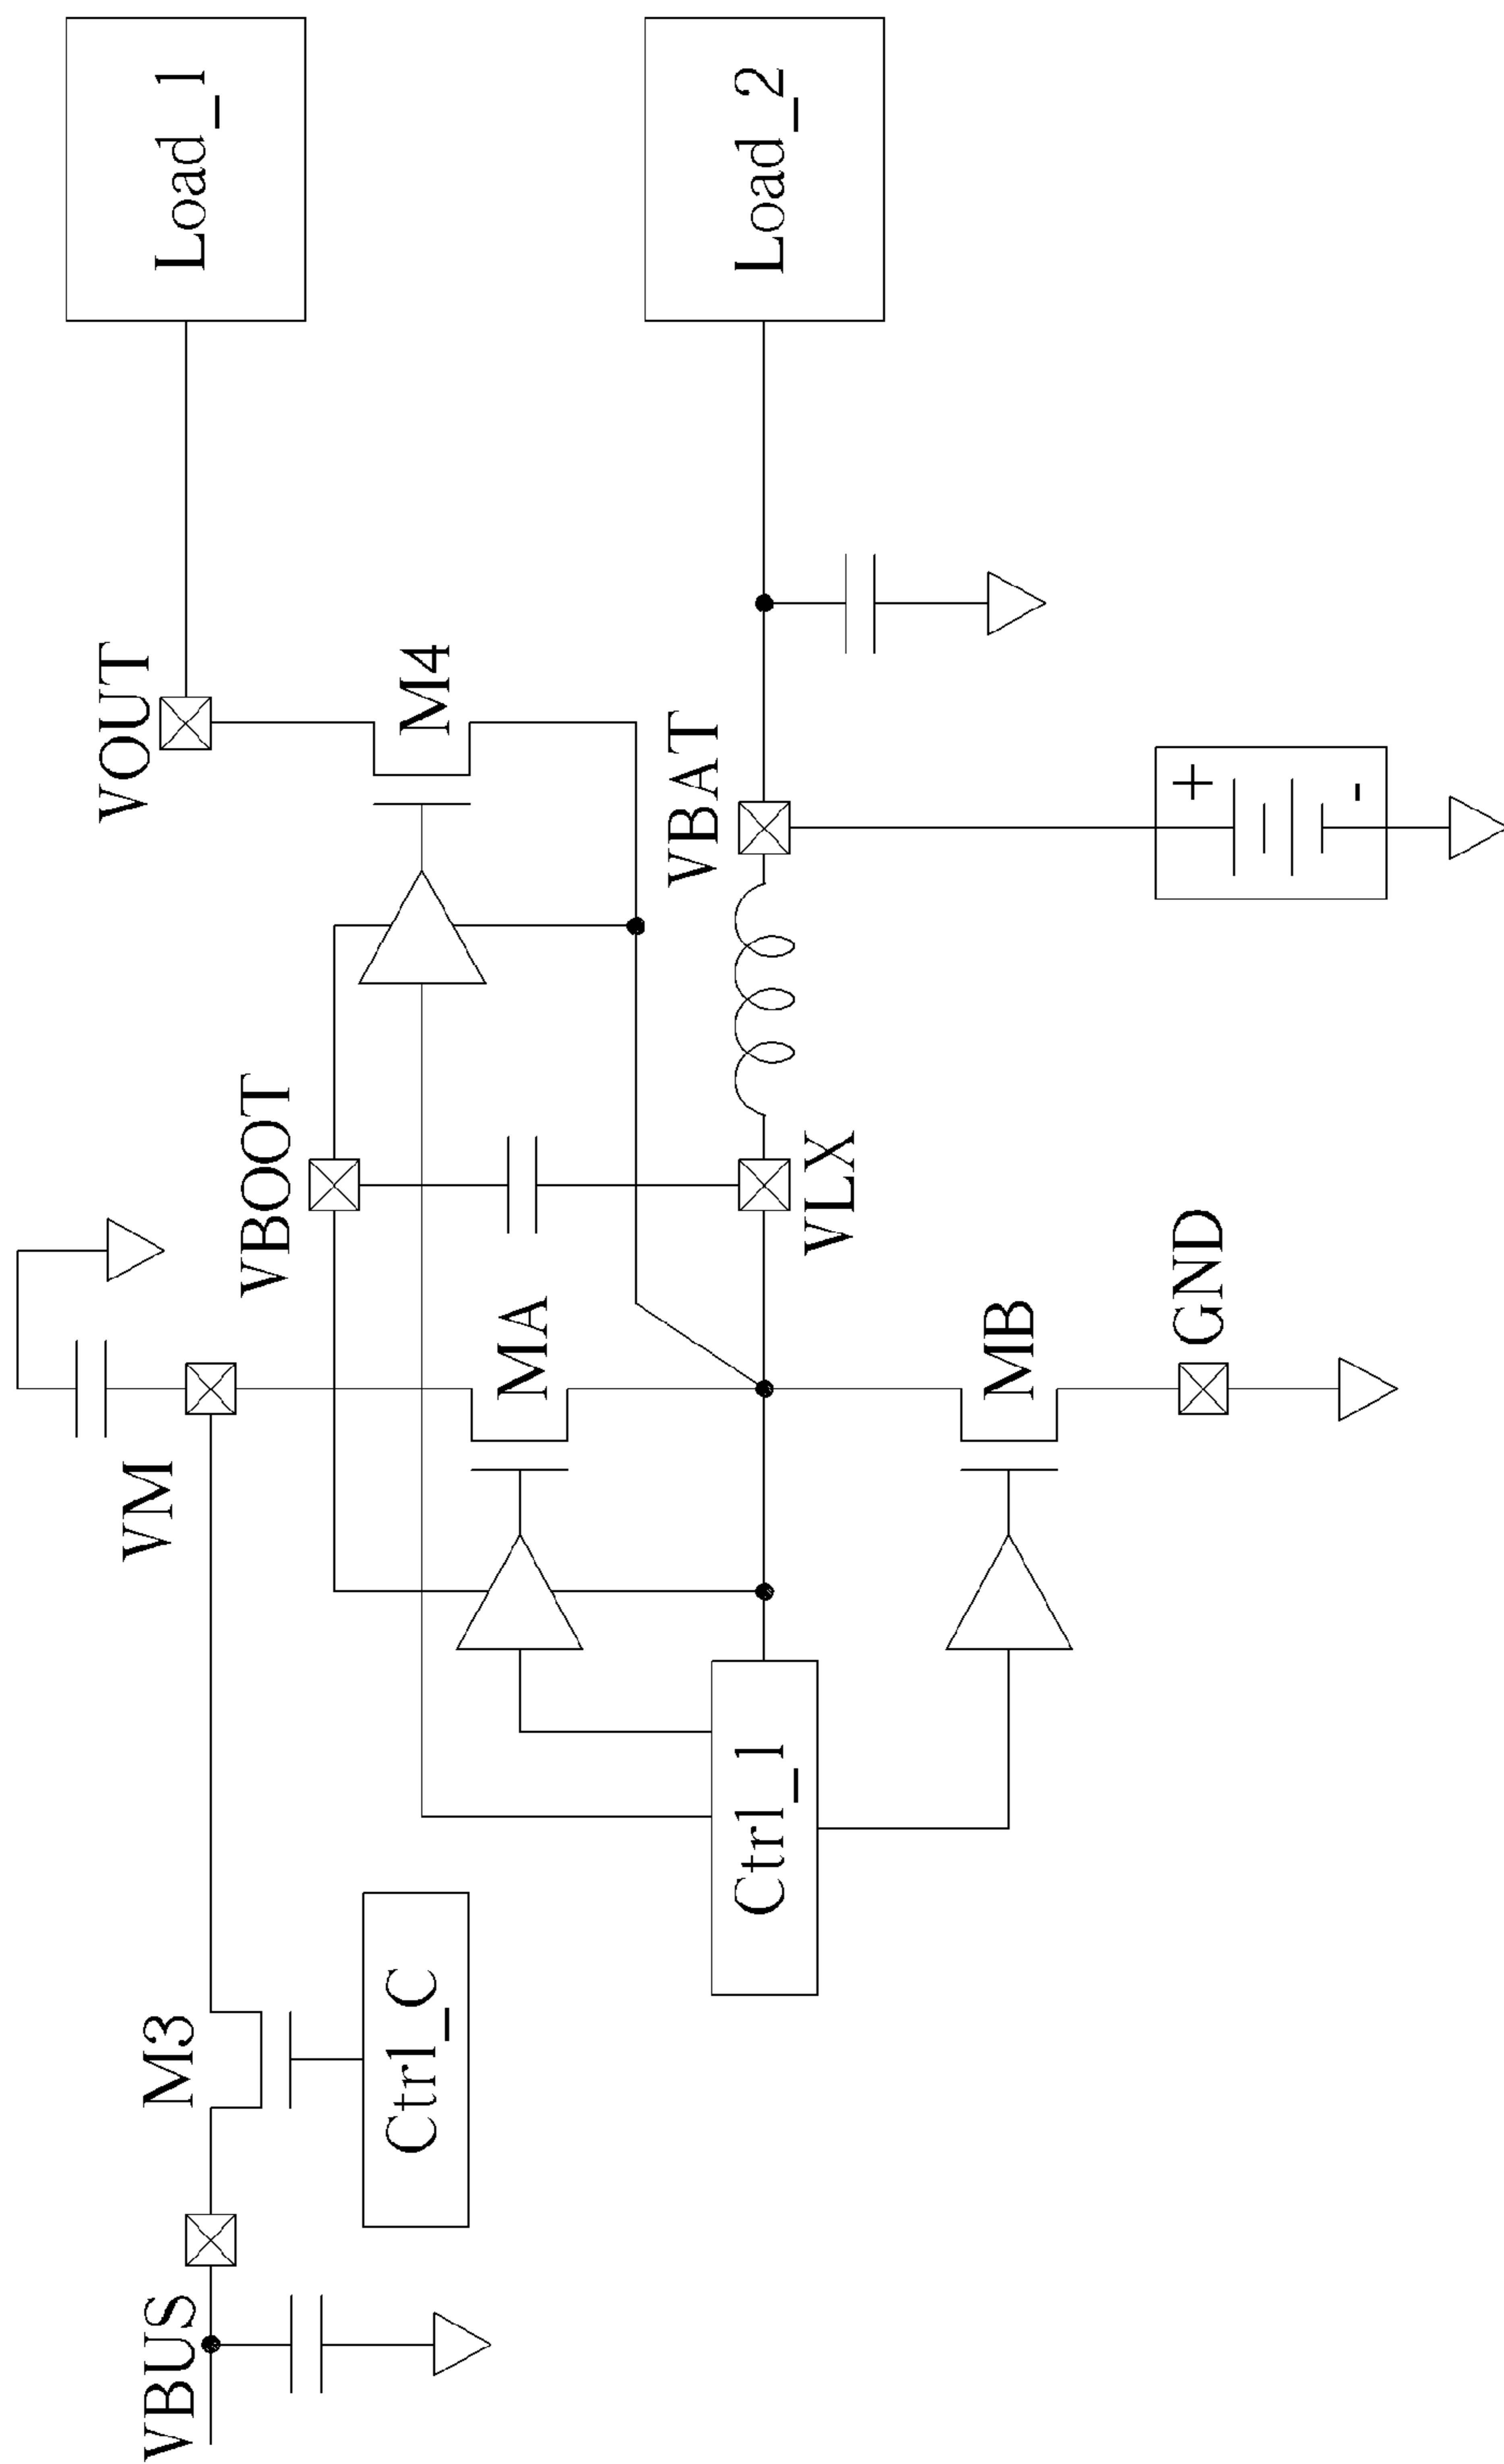 VBUS
M3
Ctrl_C
VM
VBOOT
VOUT
Load_1
MA
M4
Ctrl_1
VLX
VBAT
Load_2
MB
GND
+
-